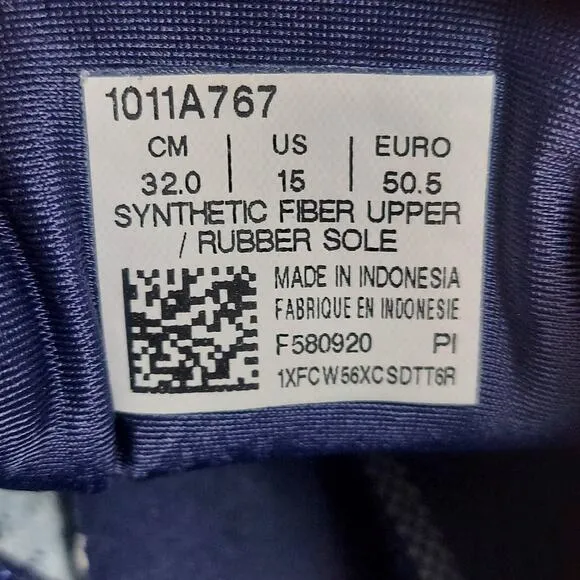 1011A767
CM | US | EURO
32.0 | 15 | 50.5
SYNTHETIC FIBER UPPER
/ RUBBER SOLE
MADE IN INDONESIA
FABRIQUE EN INDONESIE
F580920 PI
1XFCW56XCSDTT6R